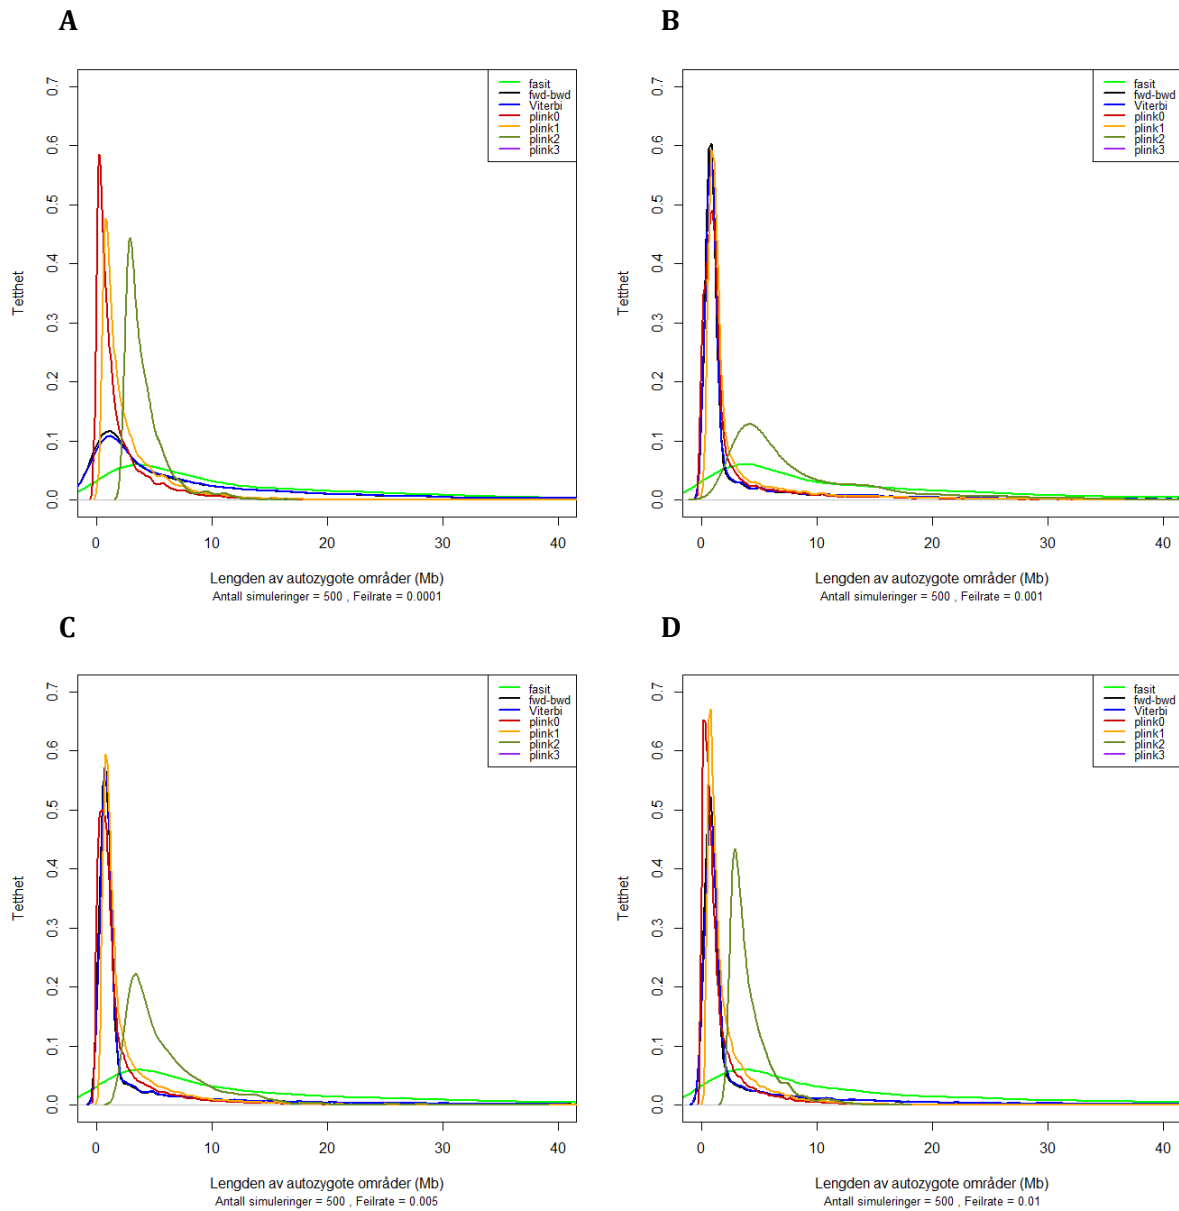 A
0.7
0.6
0.5
0.4
0.3
0.2
0.1
0.0
Tetthet
fasit
fwd-bwd
Viterbi
plink0
plink1
plink2
plink3
0 10 20 30 40
Lengden av autozygote områder (Mb)
Antall simuleringer = 500 , Feilrate = 0.0001
B
0.7
0.6
0.5
0.4
0.3
0.2
0.1
0.0
Tetthet
fasit
fwd-bwd
Viterbi
plink0
plink1
plink2
plink3
0 10 20 30 40
Lengden av autozygote områder (Mb)
Antall simuleringer = 500 , Feilrate = 0.001
C
0.7
0.6
0.5
0.4
0.3
0.2
0.1
0.0
Tetthet
fasit
fwd-bwd
Viterbi
plink0
plink1
plink2
plink3
0 10 20 30 40
Lengden av autozygote områder (Mb)
Antall simuleringer = 500 , Feilrate = 0.005
D
0.7
0.6
0.5
0.4
0.3
0.2
0.1
0.0
Tetthet
fasit
fwd-bwd
Viterbi
plink0
plink1
plink2
plink3
0 10 20 30 40
Lengden av autozygote områder (Mb)
Antall simuleringer = 500 , Feilrate = 0.01